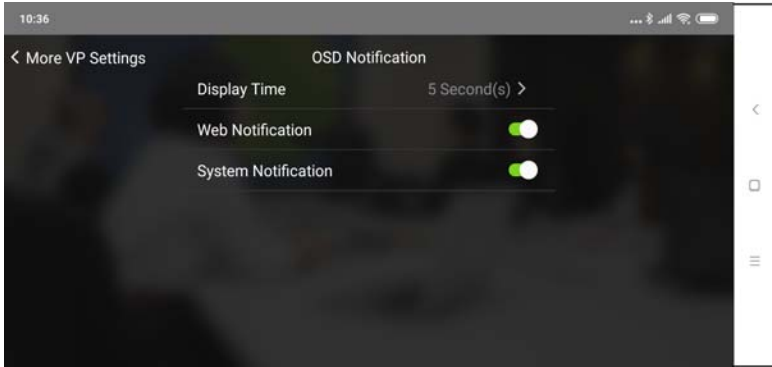 10:36
More VP Settings
OSD Notification
Display Time 5 Second(s)
Web Notification
System Notification